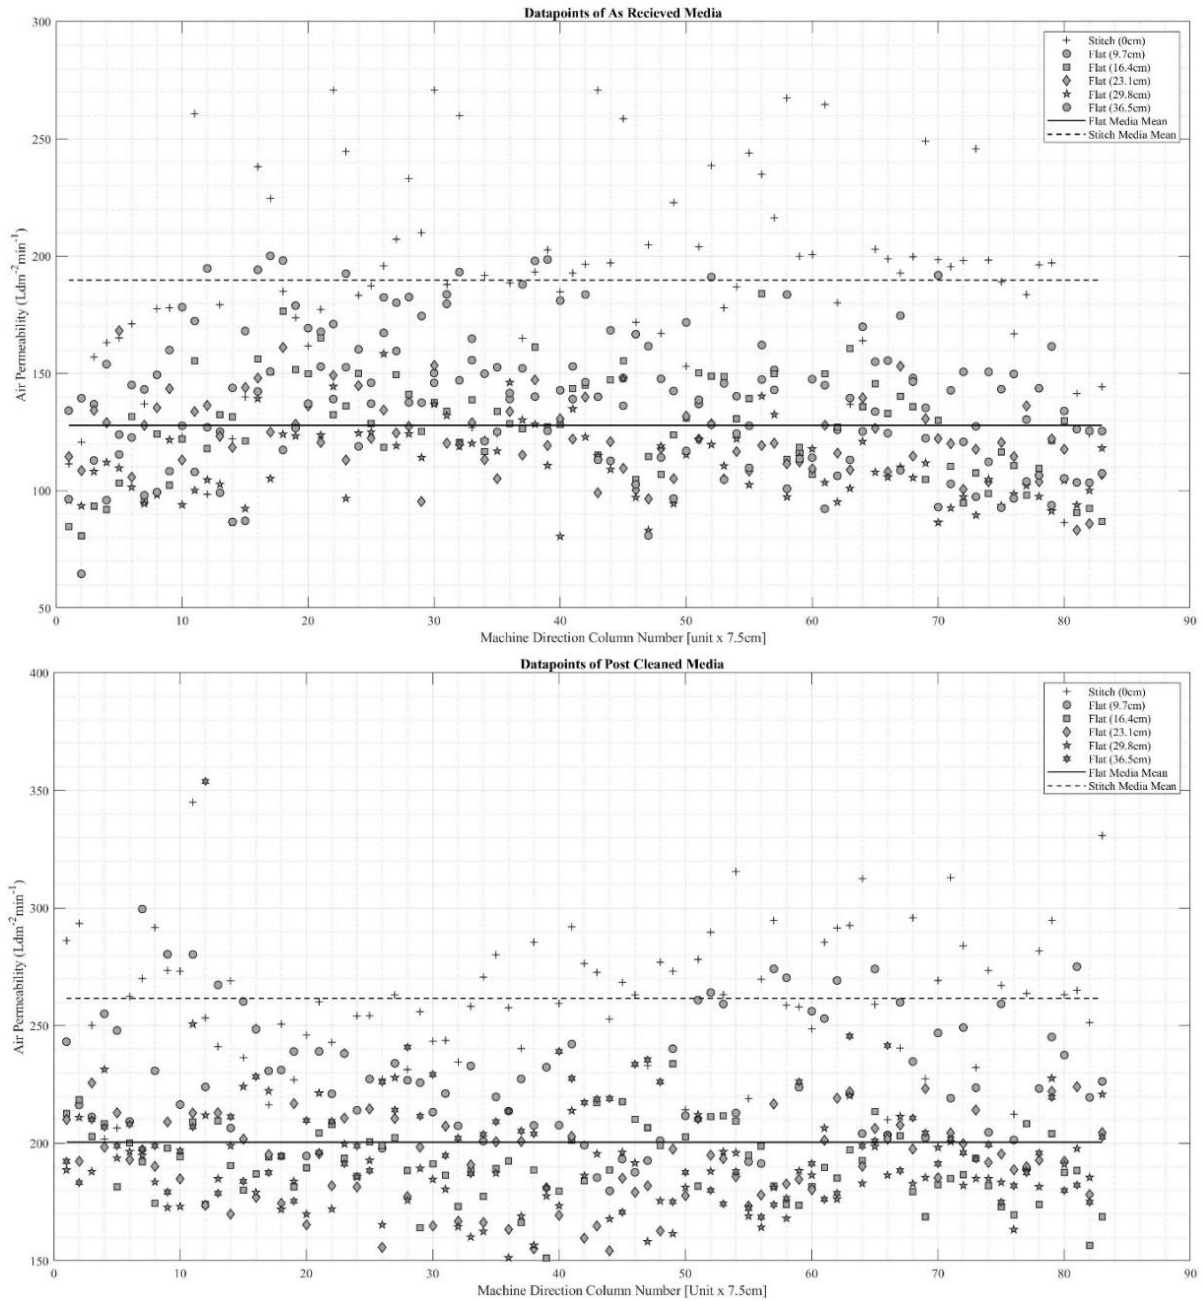 Datapoints of As Recieved Media
300
250
200
150
100
50
Air Permeability (Ldm⁻²min⁻¹)
Stitch (0cm)
Flat (9.7cm)
Flat (16.4cm)
Flat (23.1cm)
Flat (29.8cm)
Flat (36.5cm)
Flat Media Mean
Stitch Media Mean
0 10 20 30 40 50 60 70 80 90
Machine Direction Column Number [unit x 7.5cm]
Datapoints of Post Cleaned Media
400
350
300
250
200
150
Air Permeability (Ldm⁻²min⁻¹)
Stitch (0cm)
Flat (9.7cm)
Flat (16.4cm)
Flat (23.1cm)
Flat (29.8cm)
Flat (36.5cm)
Flat Media Mean
Stitch Media Mean
0 10 20 30 40 50 60 70 80 90
Machine Direction Column Number [Unit x 7.5cm]